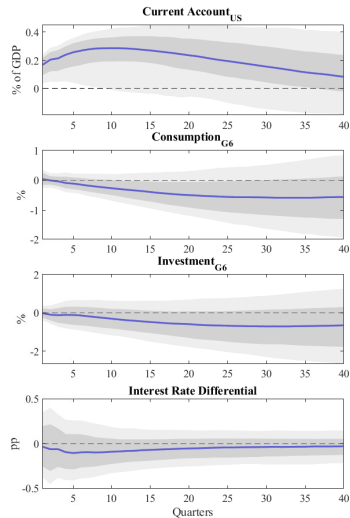 Current Account_US
0.4
0.2
0
% of GDP
5 10 15 20 25 30 35 40
Consumption_G6
1
0
-1
-2
%
5 10 15 20 25 30 35 40
Investment_G6
2
0
-2
%
5 10 15 20 25 30 35 40
Interest Rate Differential
0.5
0
-0.5
pp
5 10 15 20 25 30 35 40
Quarters